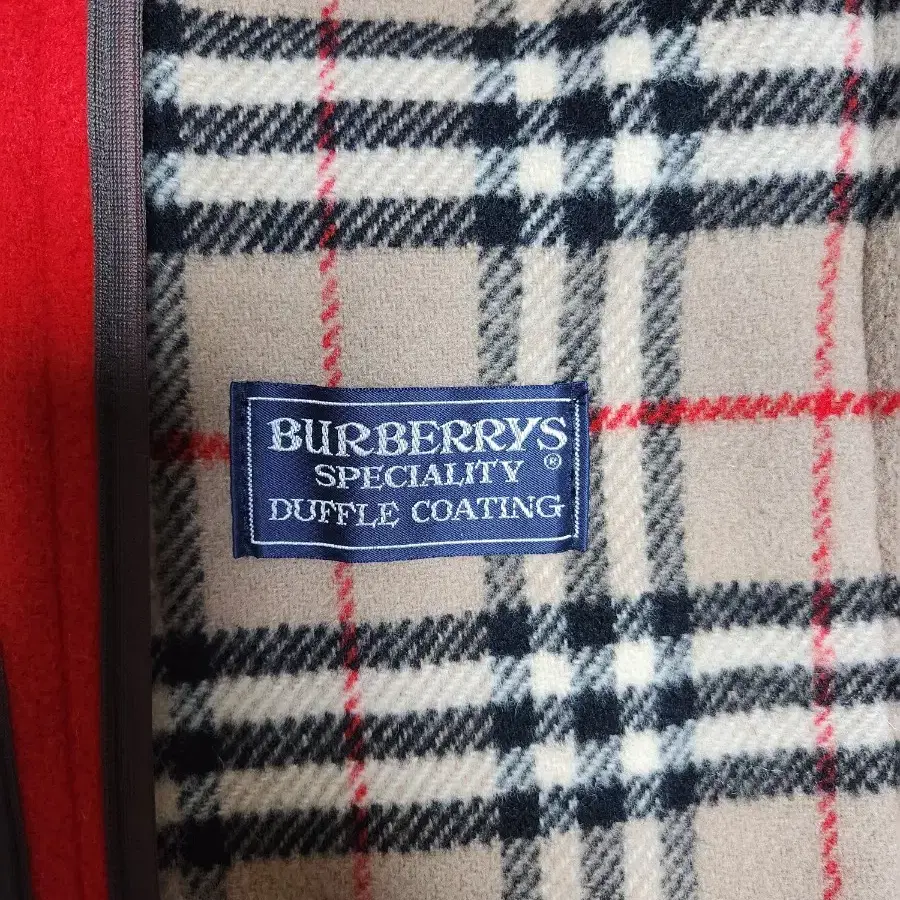 BURBERRYS
SPECIALITY ®
DUFFLE COATING